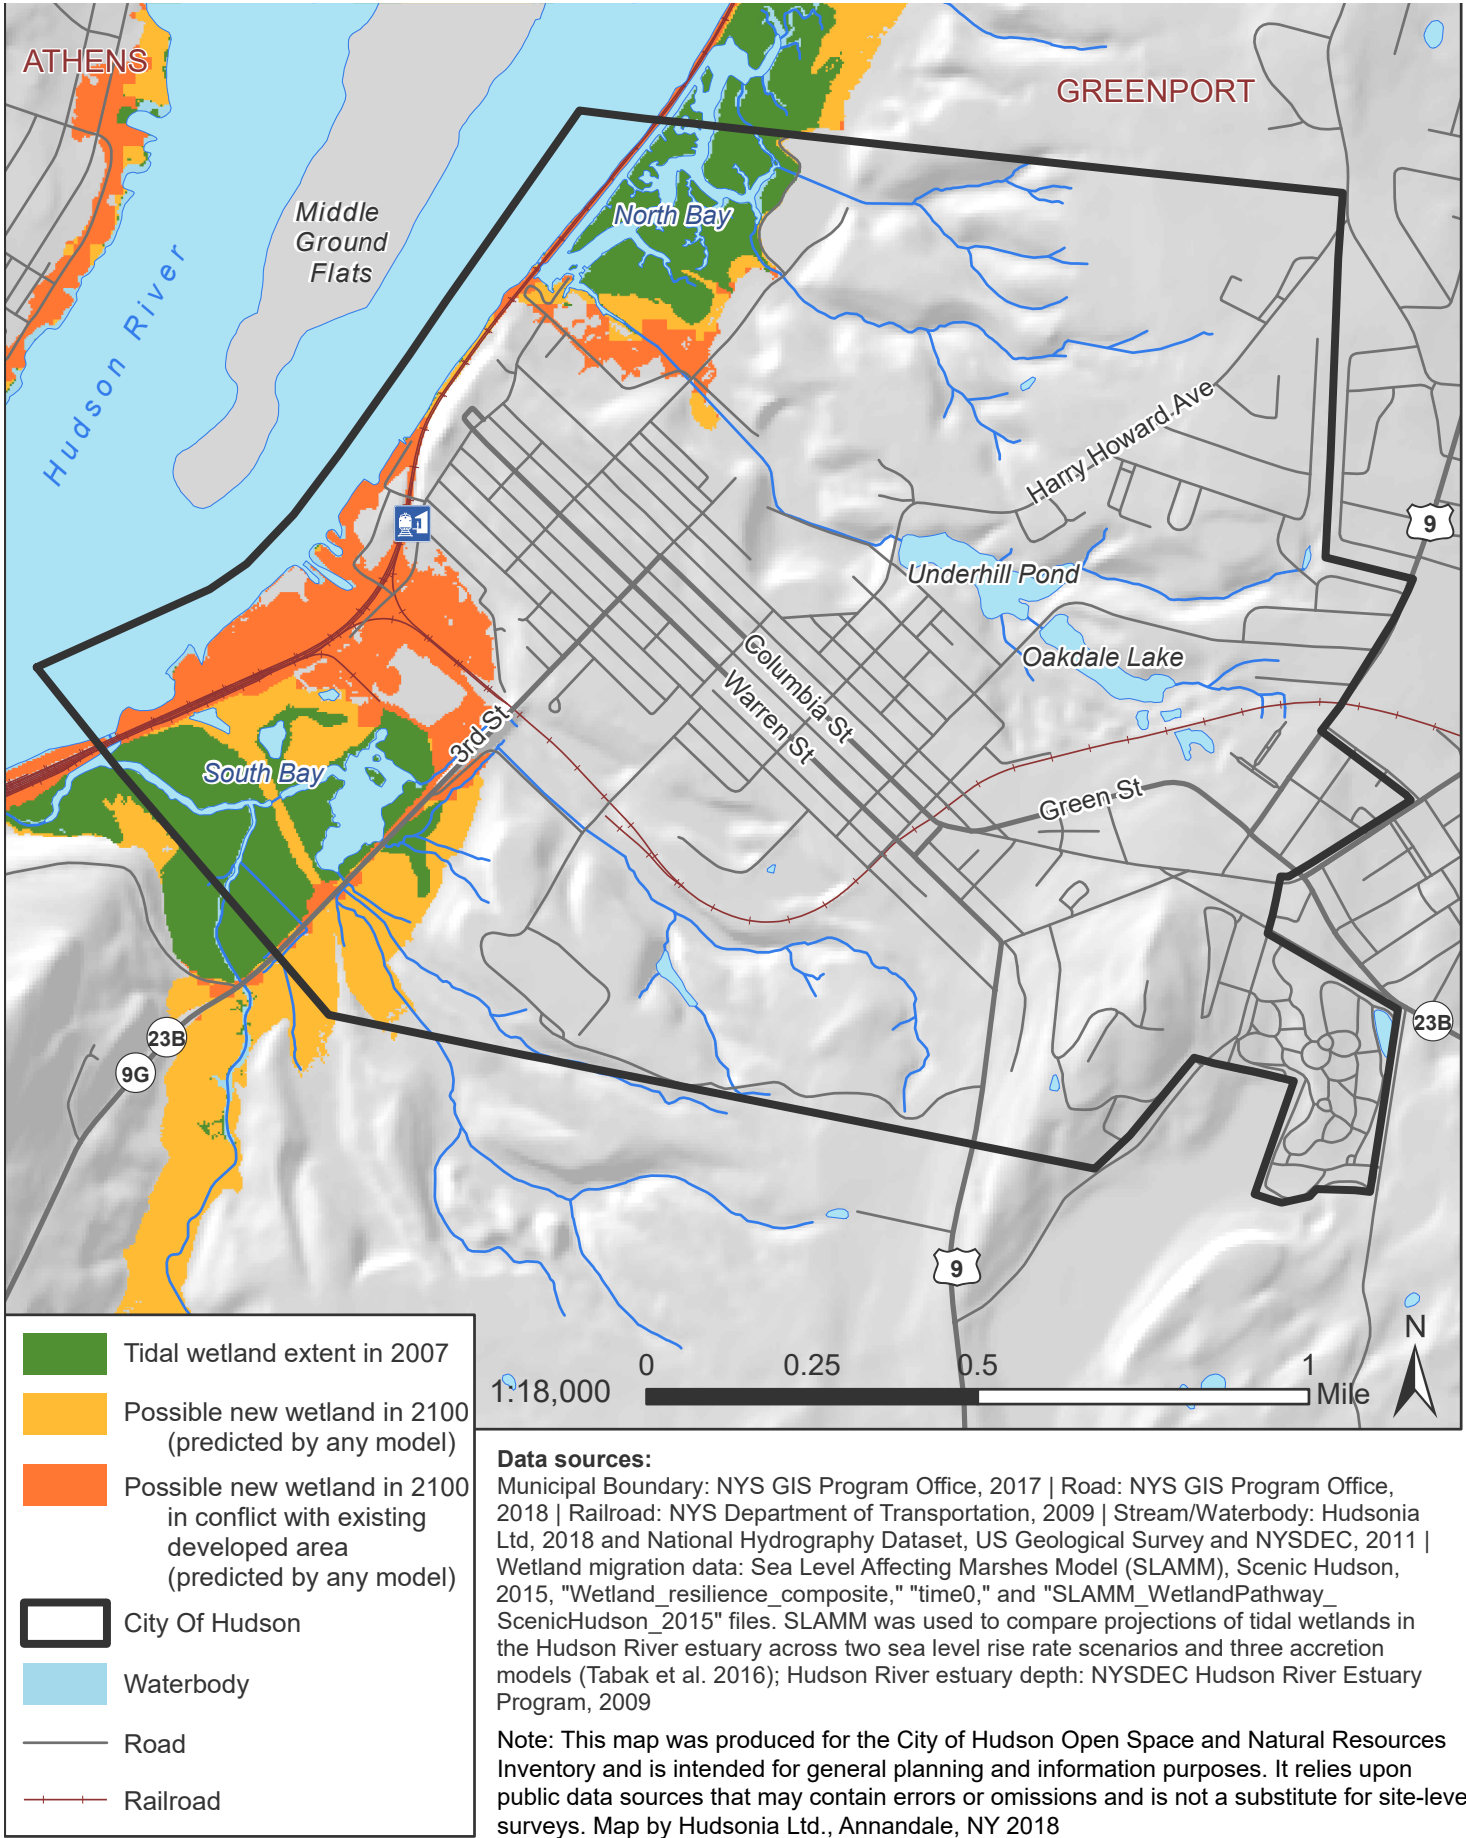 ATHENS
GREENPORT
Middle
Ground
Flats
Hudson River
North Bay
Harry Howard Ave
9
Underhill Pond
Oakdale Lake
Columbia St
Warren St
3rd St
South Bay
Green St
23B
9G
23B
9
N
0 0.25 0.5 1
1:18,000 Mile
Tidal wetland extent in 2007
Possible new wetland in 2100
(predicted by any model)
Possible new wetland in 2100
in conflict with existing
developed area
(predicted by any model)
City Of Hudson
Waterbody
Road
Railroad
Data sources:
Municipal Boundary: NYS GIS Program Office, 2017 | Road: NYS GIS Program Office,
2018 | Railroad: NYS Department of Transportation, 2009 | Stream/Waterbody: Hudsonia
Ltd, 2018 and National Hydrography Dataset, US Geological Survey and NYSDEC, 2011 |
Wetland migration data: Sea Level Affecting Marshes Model (SLAMM), Scenic Hudson,
2015, "Wetland_resilience_composite," "time0," and "SLAMM_WetlandPathway_
ScenicHudson_2015" files. SLAMM was used to compare projections of tidal wetlands in
the Hudson River estuary across two sea level rise rate scenarios and three accretion
models (Tabak et al. 2016); Hudson River estuary depth: NYSDEC Hudson River Estuary
Program, 2009
Note: This map was produced for the City of Hudson Open Space and Natural Resources
Inventory and is intended for general planning and information purposes. It relies upon
public data sources that may contain errors or omissions and is not a substitute for site-leve
surveys. Map by Hudsonia Ltd., Annandale, NY 2018